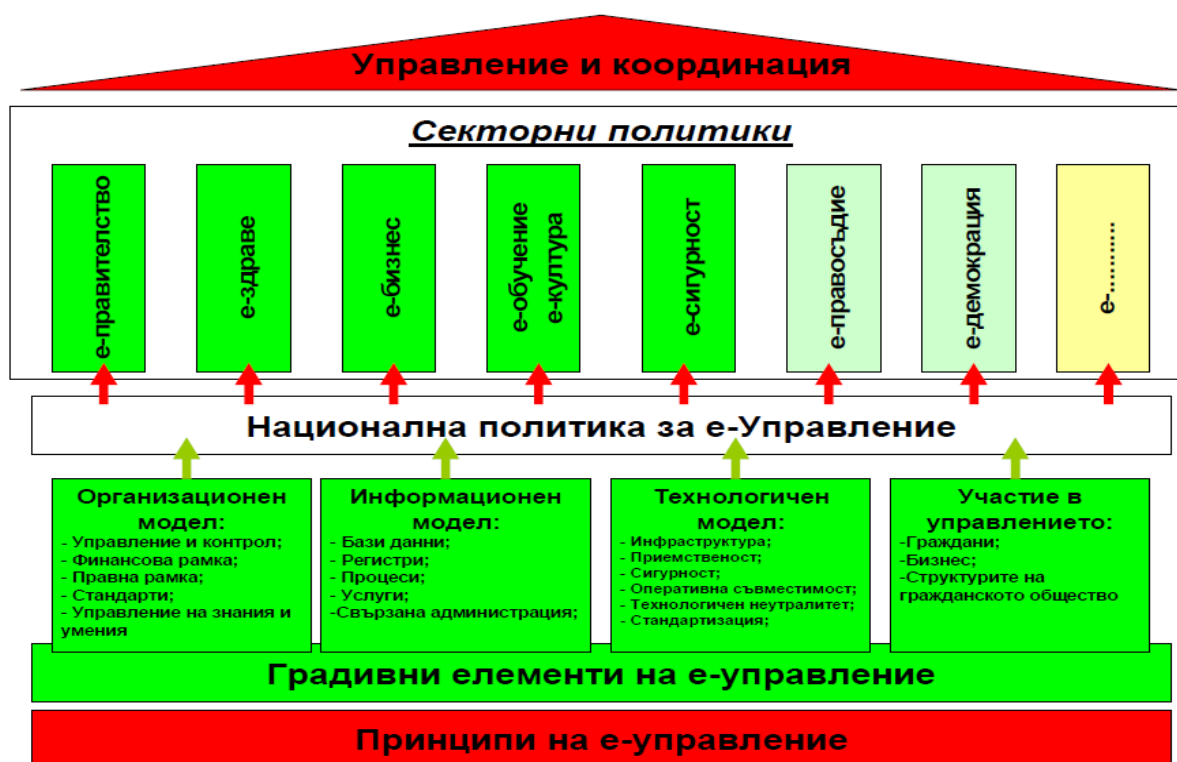 Управление и координация
Секторни политики
е-правителство
е-здраве
е-бизнес
е-обучение
е-култура
е-сигурност
е-правосъдие
е-демокрация
е-...........
Национална политика за е-Управление
Организационен
модел:
- Управление и контрол;
- Финансова рамка;
- Правна рамка;
- Стандарти;
- Управление на знания и
умения
Информационен
модел:
- Бази данни;
- Регистри;
- Процеси;
- Услуги;
-Свързана администрация;
Технологичен
модел:
- Инфраструктура;
- Приемственост;
- Сигурност;
- Оперативна съвместимост;
- Технологичен неутралитет;
- Стандартизация;
Участие в
управлението:
-Граждани;
-Бизнес;
-Структурите на
гражданското общество
Градивни елементи на е-управление
Принципи на е-управление